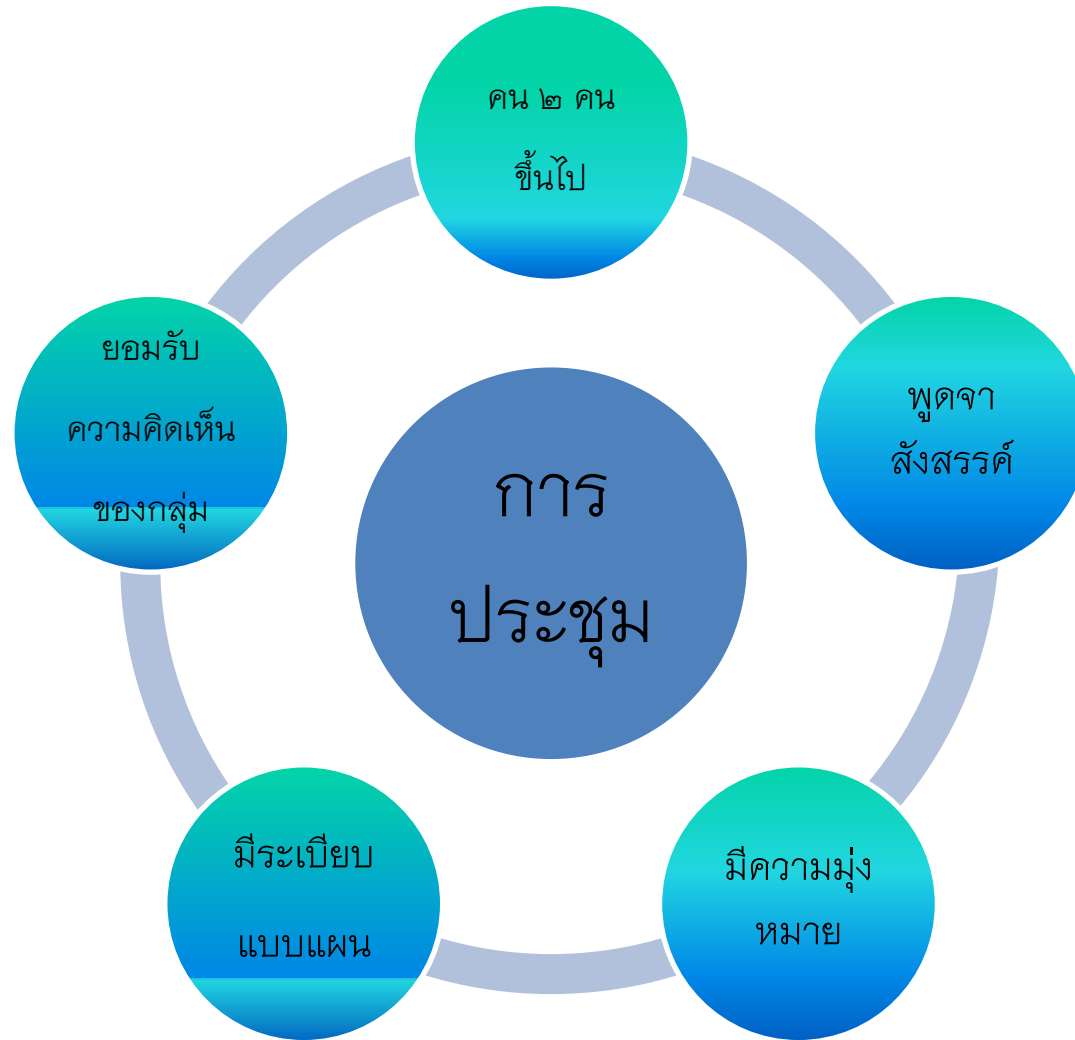 คน ๒ คน
ขึ้นไป
พูดจา
สังสรรค์
มีความมุ่ง
หมาย
มีระเบียบ
แบบแผน
ยอมรับ
ความคิดเห็น
ของกลุ่ม
การ
ประชุม